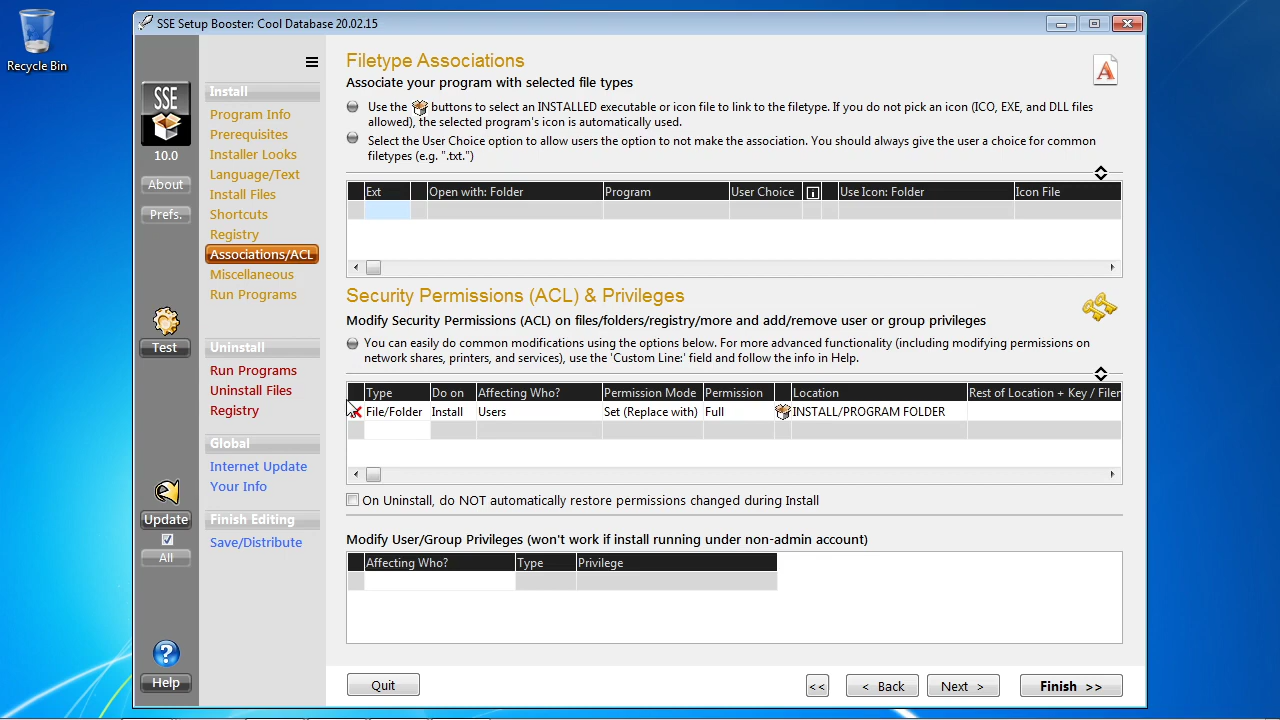 Recycle Bin
SSE Setup Booster: Cool Database 20.02.15
SSE
10.0
About
Prefs.
Test
Update
All
Help
Install
Program Info
Prerequisites
Installer Looks
Language/Text
Install Files
Shortcuts
Registry
Associations/ACL
Miscellaneous
Run Programs
Uninstall
Run Programs
Uninstall Files
Registry
Global
Internet Update
Your Info
Finish Editing
Save/Distribute
Filetype Associations
Associate your program with selected file types
Use the buttons to select an INSTALLED executable or icon file to link to the filetype. If you do not pick an icon (ICO, EXE, and DLL files
allowed), the selected program's icon is automatically used.
Select the User Choice option to allow users the option to not make the association. You should always give the user a choice for common
filetypes (e.g. ".txt.")
Ext Open with: Folder Program User Choice i Use Icon: Folder Icon File
Security Permissions (ACL) & Privileges
Modify Security Permissions (ACL) on files/folders/registry/more and add/remove user or group privileges
You can easily do common modifications using the options below. For more advanced functionality (including modifying permissions on
network shares, printers, and services), use the 'Custom Line:' field and follow the info in Help.
Type Do on Affecting Who? Permission Mode Permission Location Rest of Location + Key / Filen
File/Folder Install Users Set (Replace with) Full INSTALL/PROGRAM FOLDER
On Uninstall, do NOT automatically restore permissions changed during Install
Modify User/Group Privileges (won't work if install running under non-admin account)
Affecting Who? Type Privilege
Quit << < Back Next > Finish >>